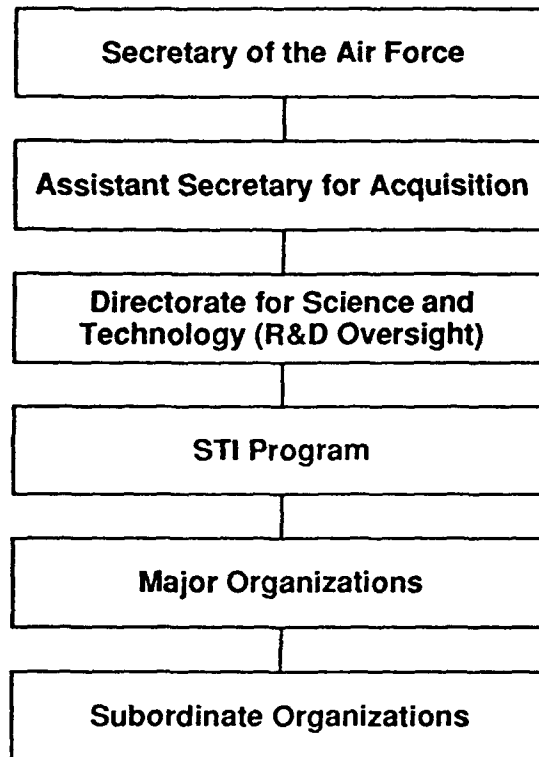 Secretary of the Air Force
Assistant Secretary for Acquisition
Directorate for Science and
Technology (R&D Oversight)
STI Program
Major Organizations
Subordinate Organizations